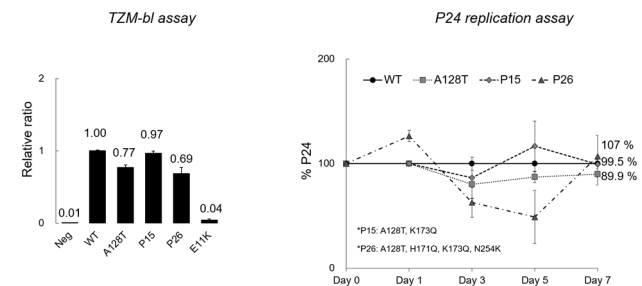 TZM-bl assay
P24 replication assay
Relative ratio
2
1
0
0.01
1.00
0.77
0.97
0.69
0.04
Neg
WT
A128T
P15
P26
E11K
% P24
200
100
0
WT A128T P15 P26
107 %
99.5 %
89.9 %
*P15: A128T, K173Q
*P26: A128T, H171Q, K173Q, N254K
Day 0 Day 1 Day 3 Day 5 Day 7